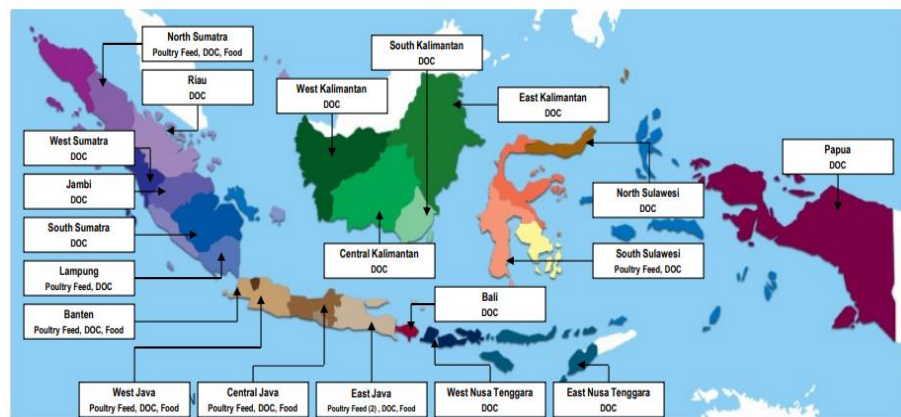 North Sumatra
Poultry Feed, DOC, Food
Riau
DOC
West Sumatra
DOC
Jambi
DOC
South Sumatra
DOC
Lampung
Poultry Feed, DOC
Banten
Poultry Feed, DOC, Food
West Java
Poultry Feed, DOC, Food
Central Java
Poultry Feed, DOC, Food
East Java
Poultry Feed (2) , DOC, Food
Bali
DOC
West Nusa Tenggara
DOC
East Nusa Tenggara
DOC
West Kalimantan
DOC
South Kalimantan
DOC
East Kalimantan
DOC
Central Kalimantan
DOC
North Sulawesi
DOC
South Sulawesi
Poultry Feed, DOC
Papua
DOC